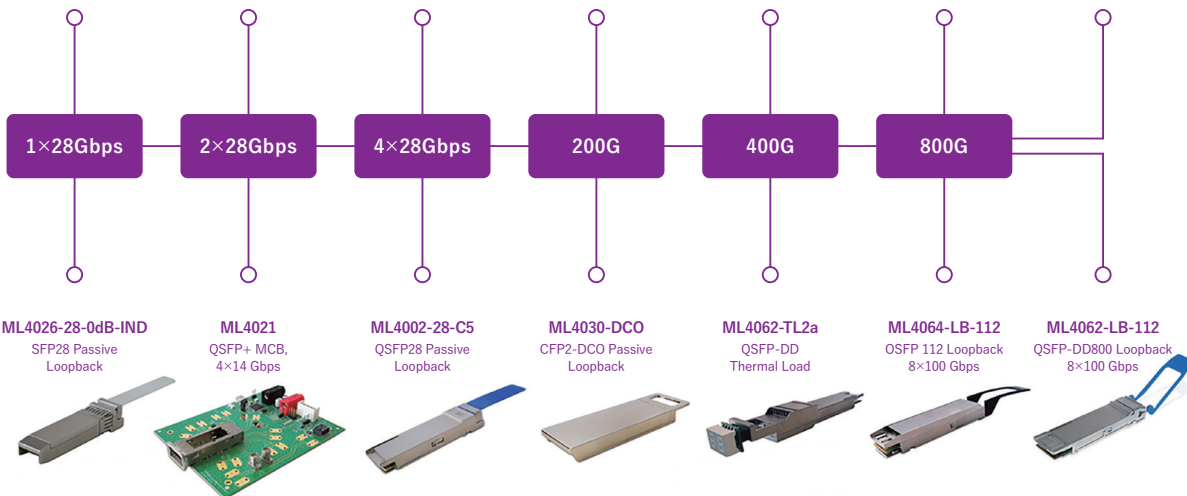 1×28Gbps
2×28Gbps
4×28Gbps
200G
400G
800G
ML4026-28-0dB-IND
SFP28 Passive
Loopback
ML4021
QSFP+ MCB,
4×14 Gbps
ML4002-28-C5
QSFP28 Passive
Loopback
ML4030-DCO
CFP2-DCO Passive
Loopback
ML4062-TL2a
QSFP-DD
Thermal Load
ML4064-LB-112
OSFP 112 Loopback
8×100 Gbps
ML4062-LB-112
QSFP-DD800 Loopback
8×100 Gbps